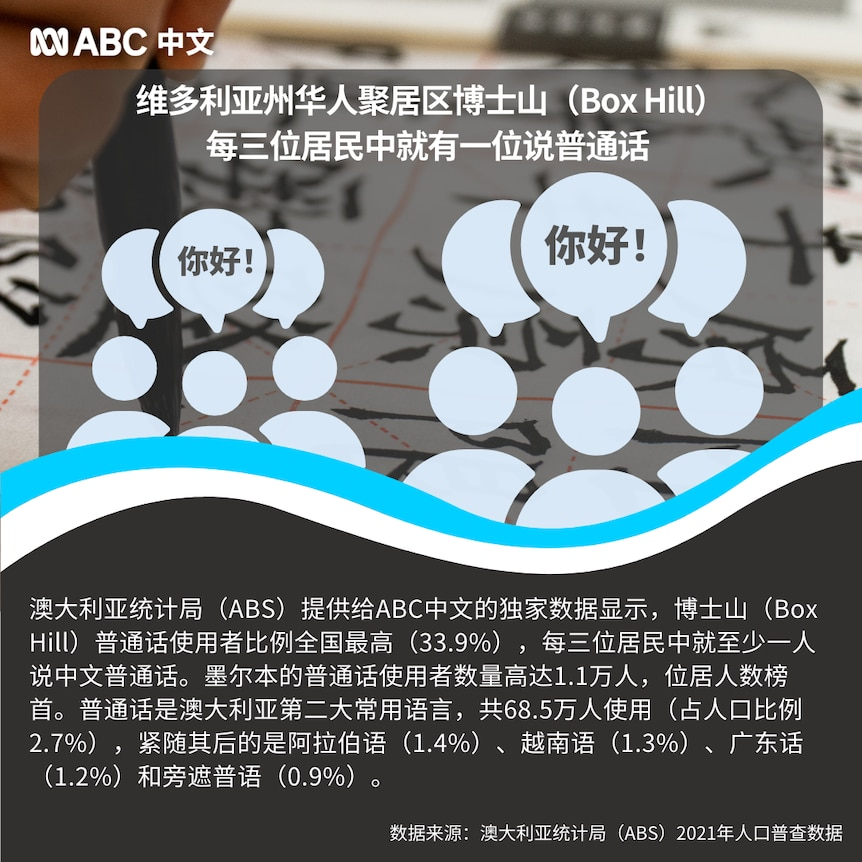 ABC 中文
维多利亚州华人聚居区博士山（Box Hill）
每三位居民中就有一位说普通话
你好！
你好！
澳大利亚统计局（ABS）提供给ABC中文的独家数据显示，博士山（Box
Hill）普通话使用者比例全国最高（33.9%），每三位居民中就至少一人
说中文普通话。墨尔本的普通话使用者数量高达1.1万人，位居人数榜
首。普通话是澳大利亚第二大常用语言，共68.5万人使用（占人口比例
2.7%），紧随其后的是阿拉伯语（1.4%）、越南语（1.3%）、广东话
（1.2%）和旁遮普语（0.9%）。
数据来源：澳大利亚统计局（ABS）2021年人口普查数据